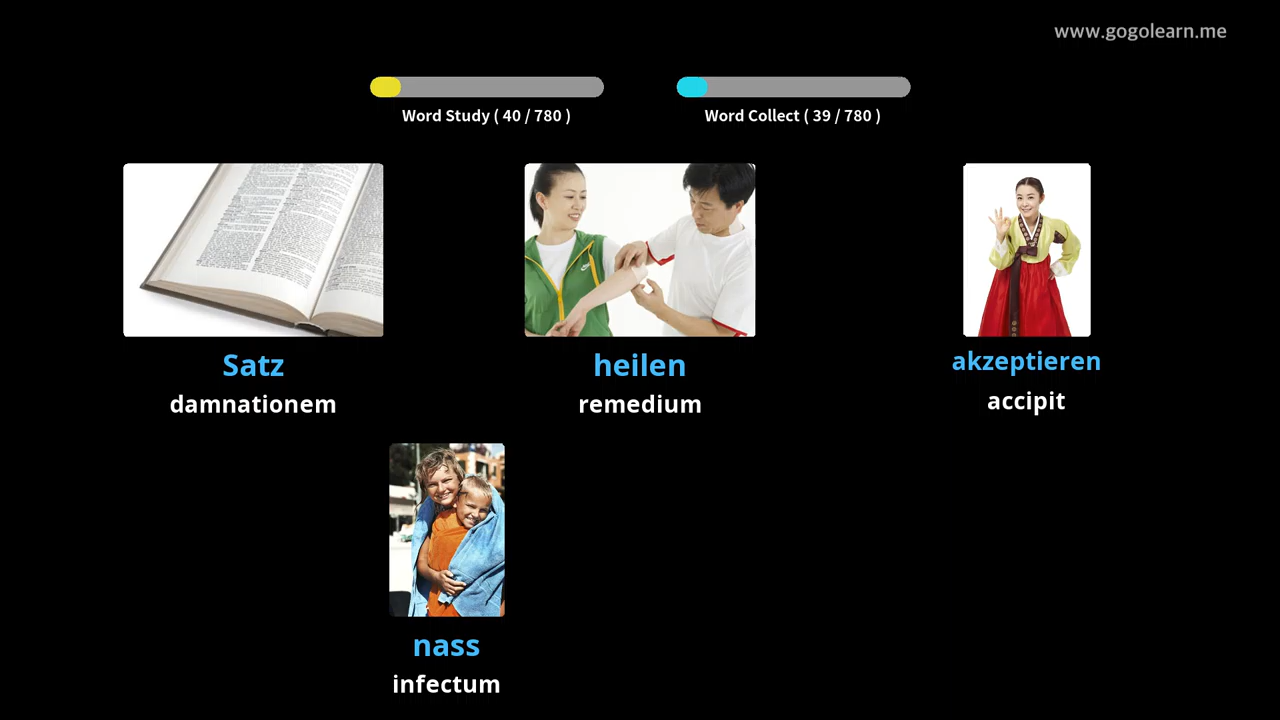 www.gogolearn.me
Word Study ( 40 / 780 )
Word Collect ( 39 / 780 )
Satz
damnationem
heilen
remedium
akzeptieren
accipit
nass
infectum